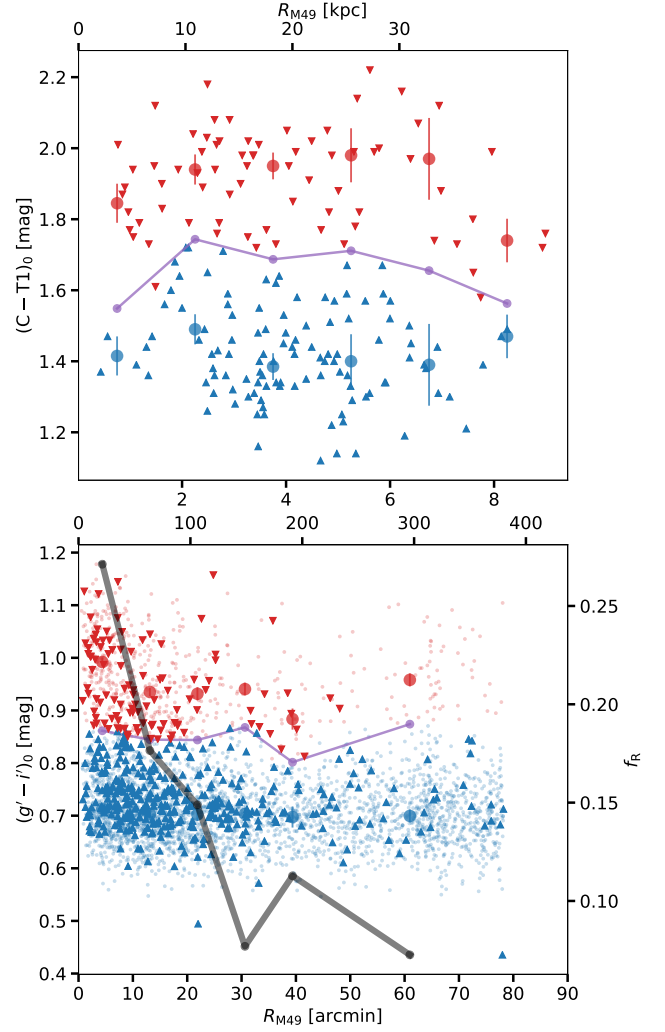 R_M49 [kpc]
0 10 20 30
(C − T1)_0 [mag]
2.2
2.0
1.8
1.6
1.4
1.2
2 4 6 8
0 100 200 300 400
(g′ − i′)_0 [mag]
1.2
1.1
1.0
0.9
0.8
0.7
0.6
0.5
0.4
0.25
0.20
0.15
0.10
f_R
0 10 20 30 40 50 60 70 80 90
R_M49 [arcmin]